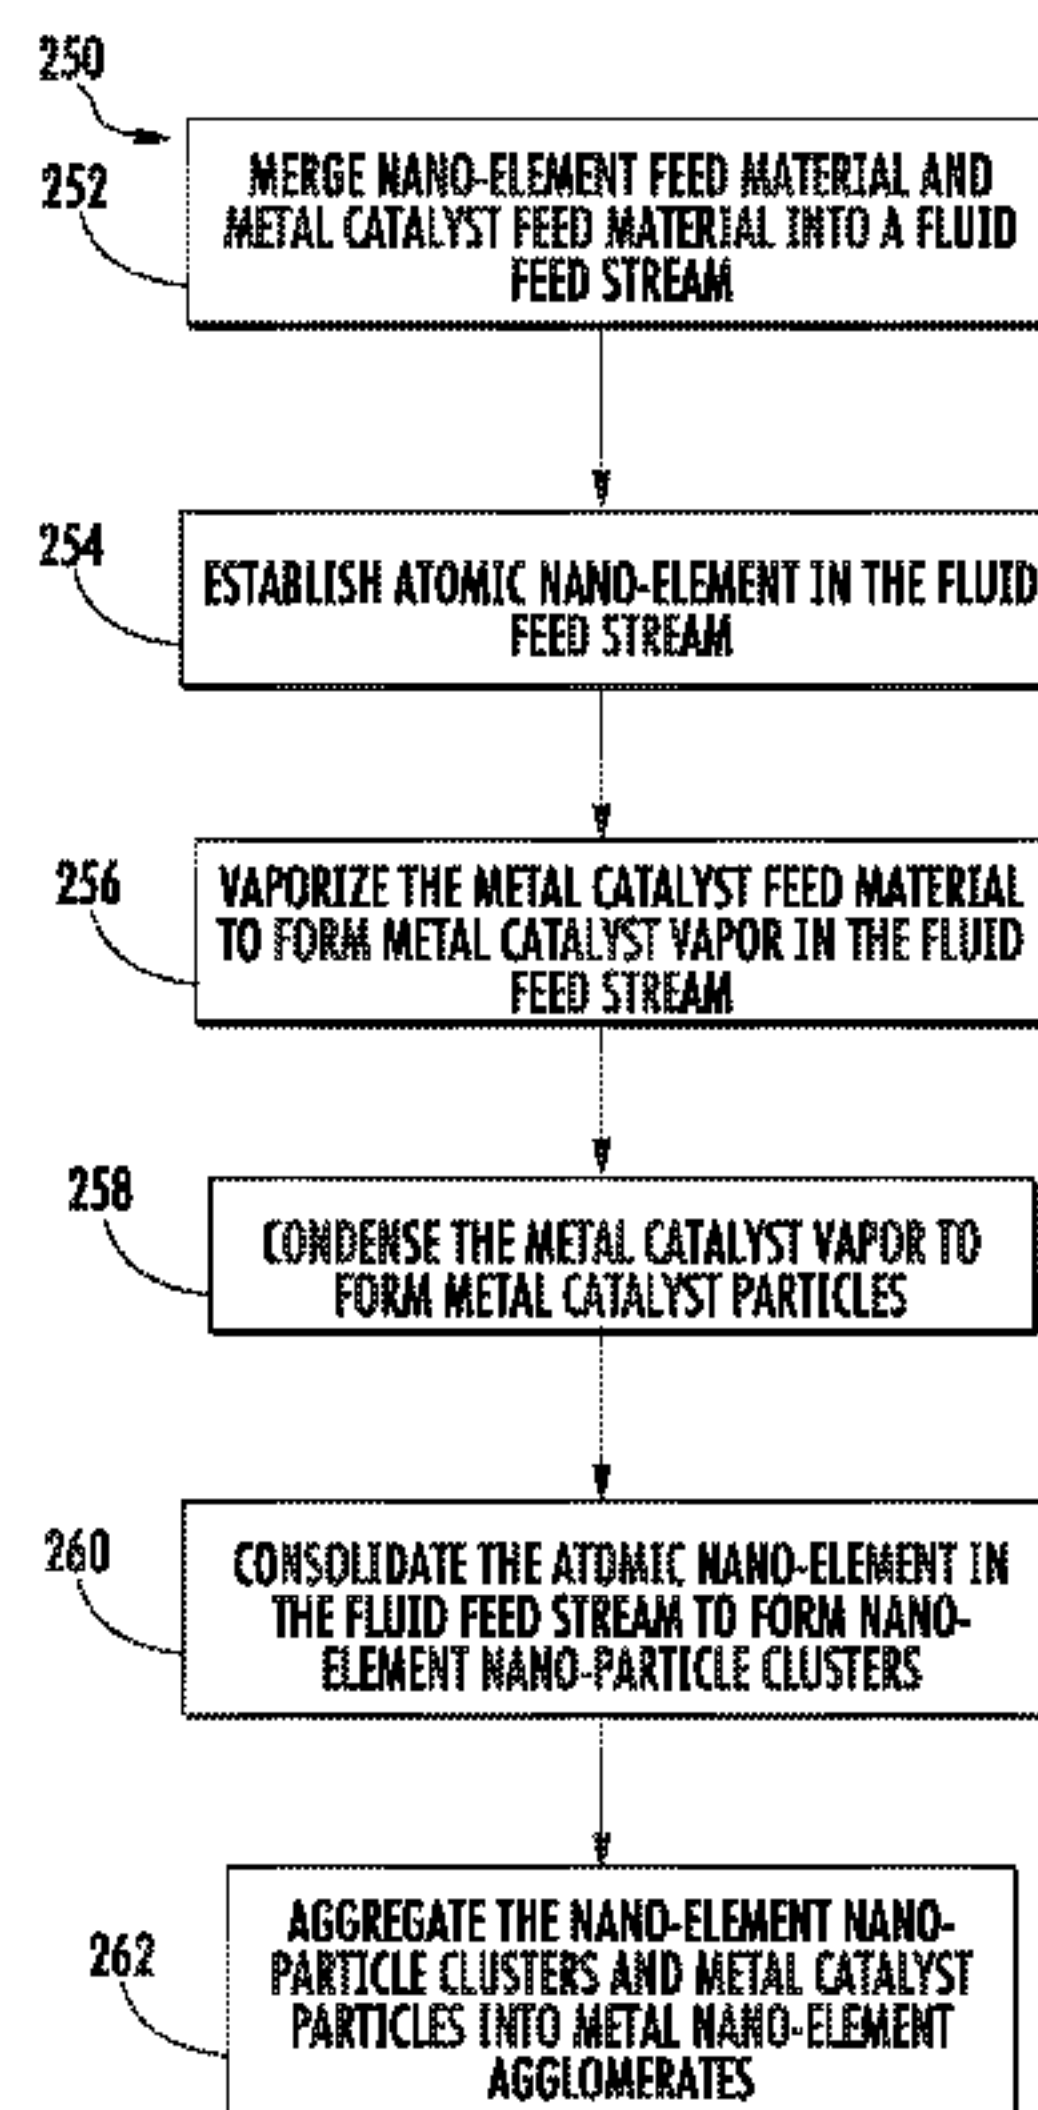 250
252
MERGE NANO-ELEMENT FEED MATERIAL AND
METAL CATALYST FEED MATERIAL INTO A FLUID
FEED STREAM
254
ESTABLISH ATOMIC NANO-ELEMENT IN THE FLUID
FEED STREAM
256
VAPORIZE THE METAL CATALYST FEED MATERIAL
TO FORM METAL CATALYST VAPOR IN THE FLUID
FEED STREAM
258
CONDENSE THE METAL CATALYST VAPOR TO
FORM METAL CATALYST PARTICLES
260
CONSOLIDATE THE ATOMIC NANO-ELEMENT IN
THE FLUID FEED STREAM TO FORM NANO-
ELEMENT NANO-PARTICLE CLUSTERS
262
AGGREGATE THE NANO-ELEMENT NANO-
PARTICLE CLUSTERS AND METAL CATALYST
PARTICLES INTO METAL NANO-ELEMENT
AGGLOMERATES